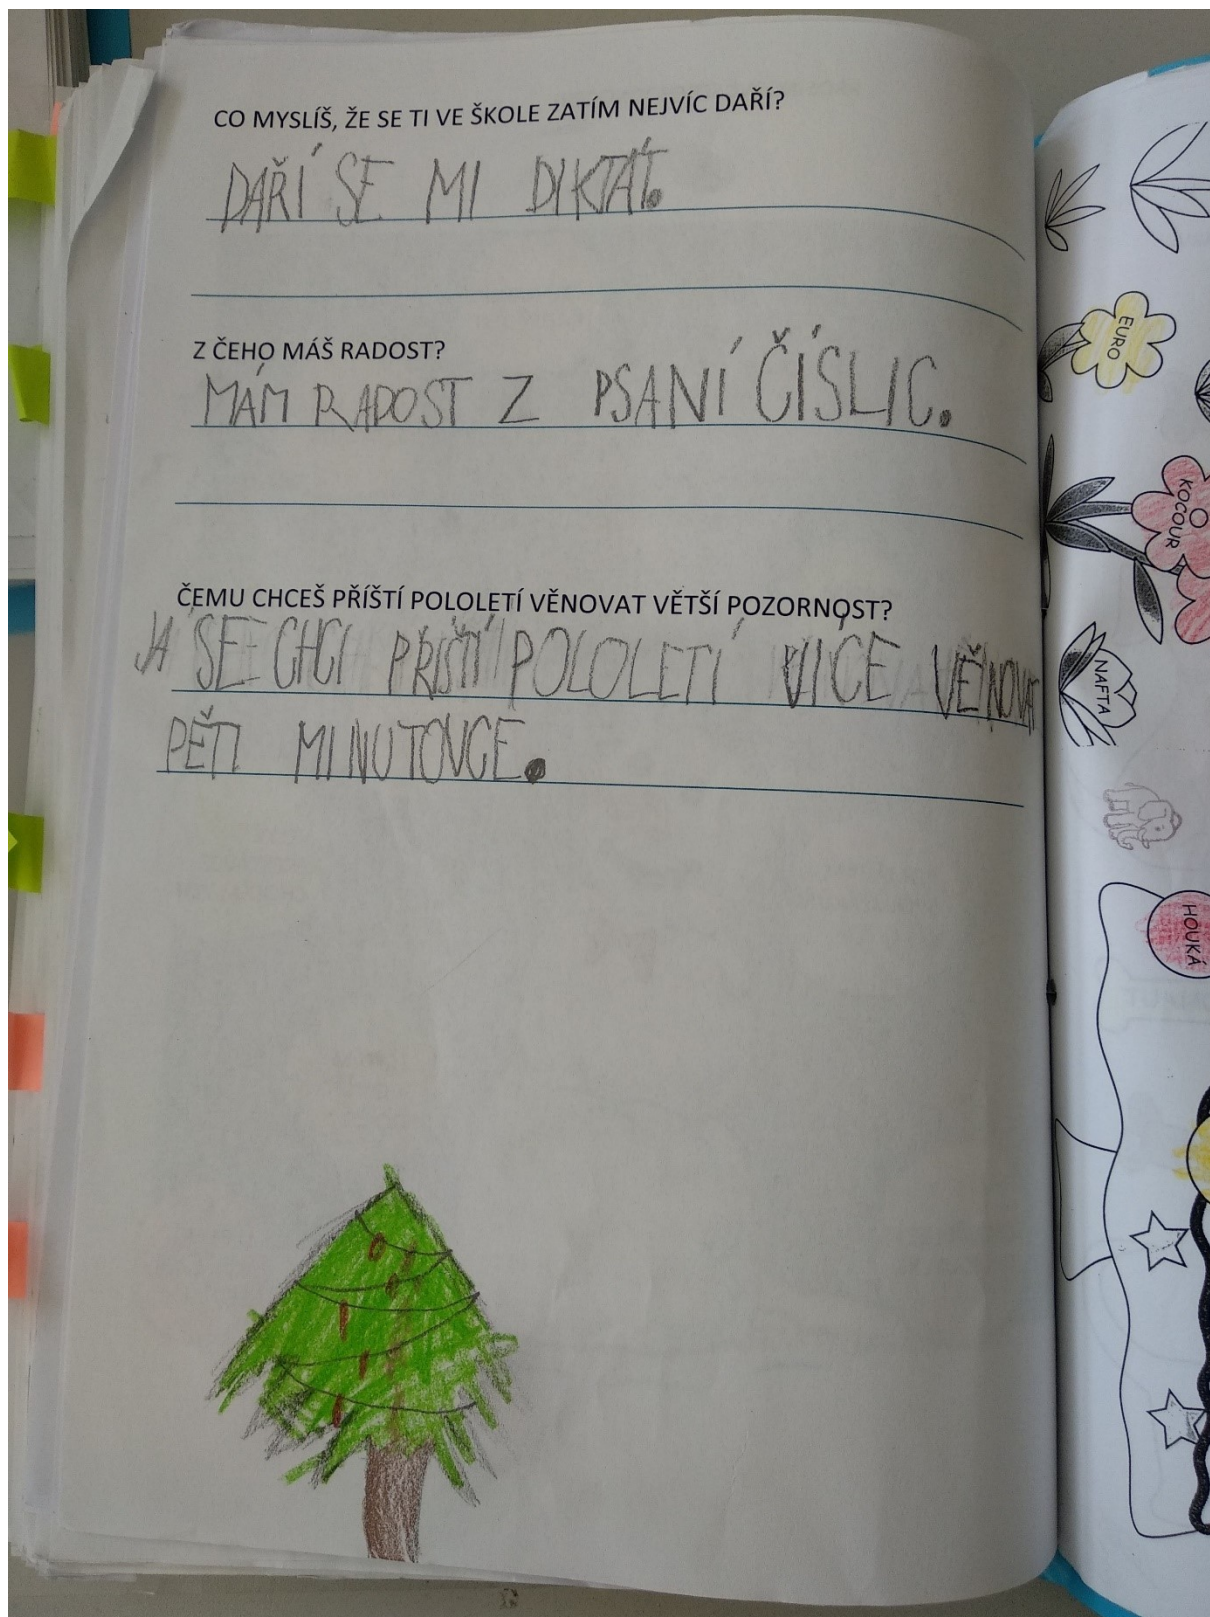 CO MYSLÍŠ, ŽE SE TI VE ŠKOLE ZATÍM NEJVÍC DAŘÍ?
DAŘÍ SE MI DIKTÁT.
Z ČEHO MÁŠ RADOST?
MÁM RADOST Z PSANÍ ČÍSLIC.
ČEMU CHCEŠ PŘÍŠTÍ POLOLETÍ VĚNOVAT VĚTŠÍ POZORNOST?
JÁ SE CHCI PŘÍŠTÍ POLOLETÍ VÍCE VĚNOVAT
PĚTI MINUTOVCE.
EURO
KOCOUR
NAFTA
HOUKÁ